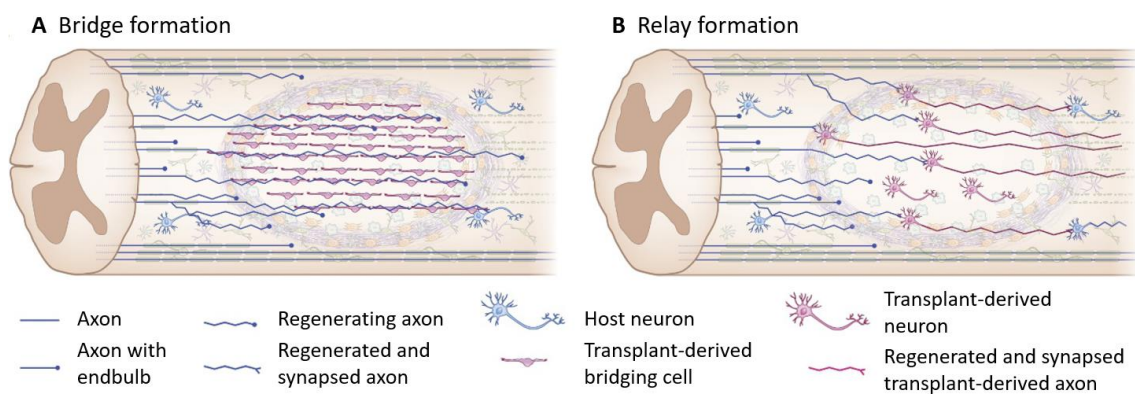 A Bridge formation
B Relay formation
Axon
Axon with
endbulb
Regenerating axon
Regenerated and
synapsed axon
Host neuron
Transplant-derived
bridging cell
Transplant-derived
neuron
Regenerated and synapsed
transplant-derived axon